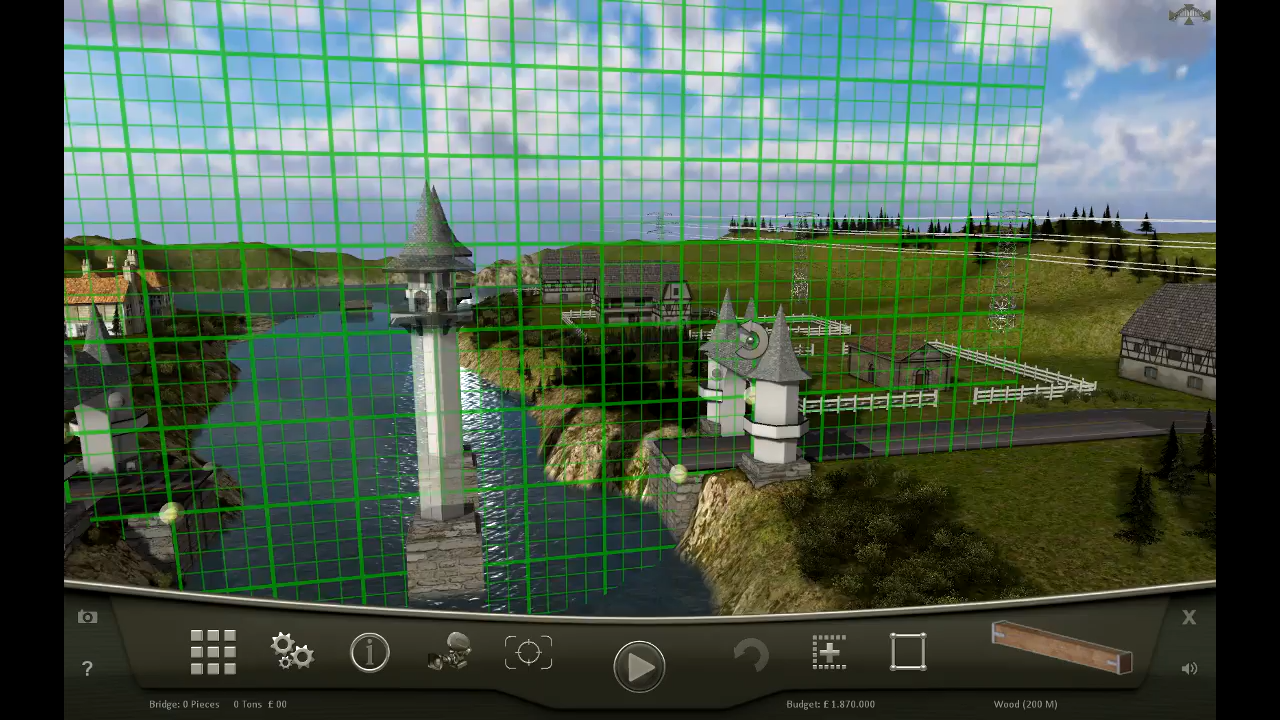 ?
i
X
Bridge: 0 Pieces 0 Tons £ 00
Budget: £ 1.870.000
Wood (200 M)